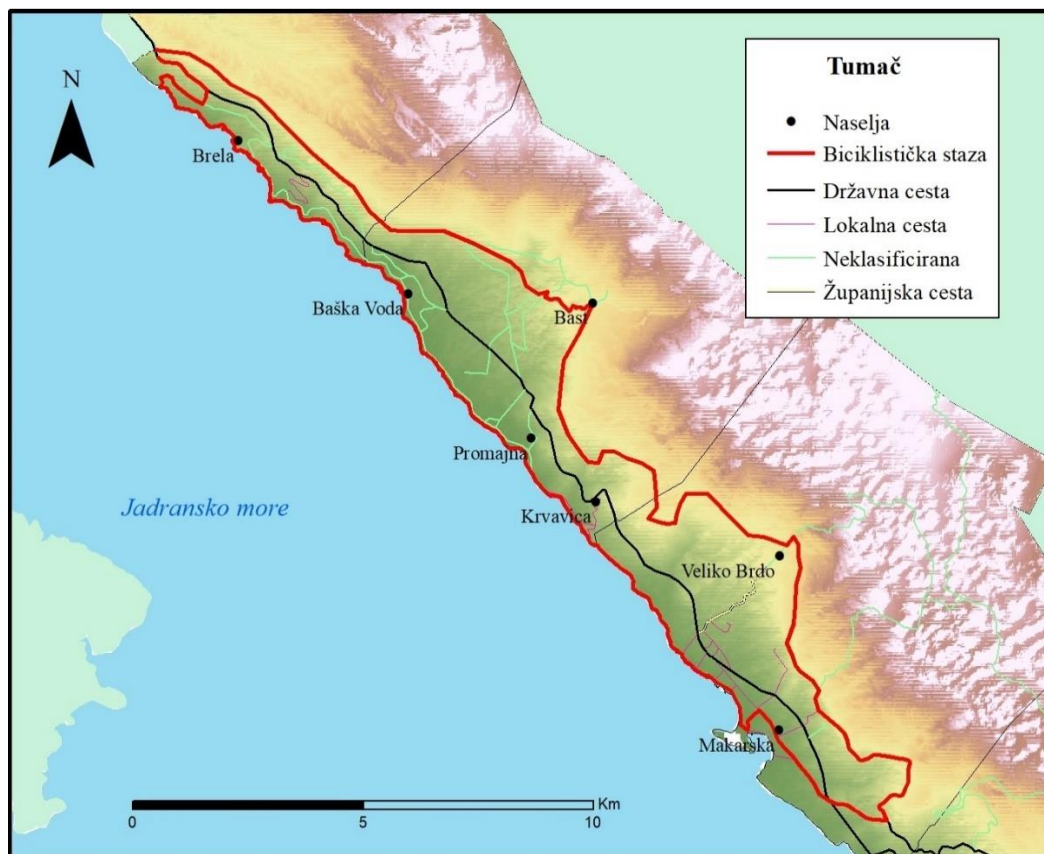 N
Tumač
Naselja
Biciklistička staza
Državna cesta
Lokalna cesta
Neklasificirana
Županijska cesta
Brela
Baška Voda
Bast
Promajna
Krvavica
Jadransko more
Veliko Brdo
Makarska
Km
0 5 10